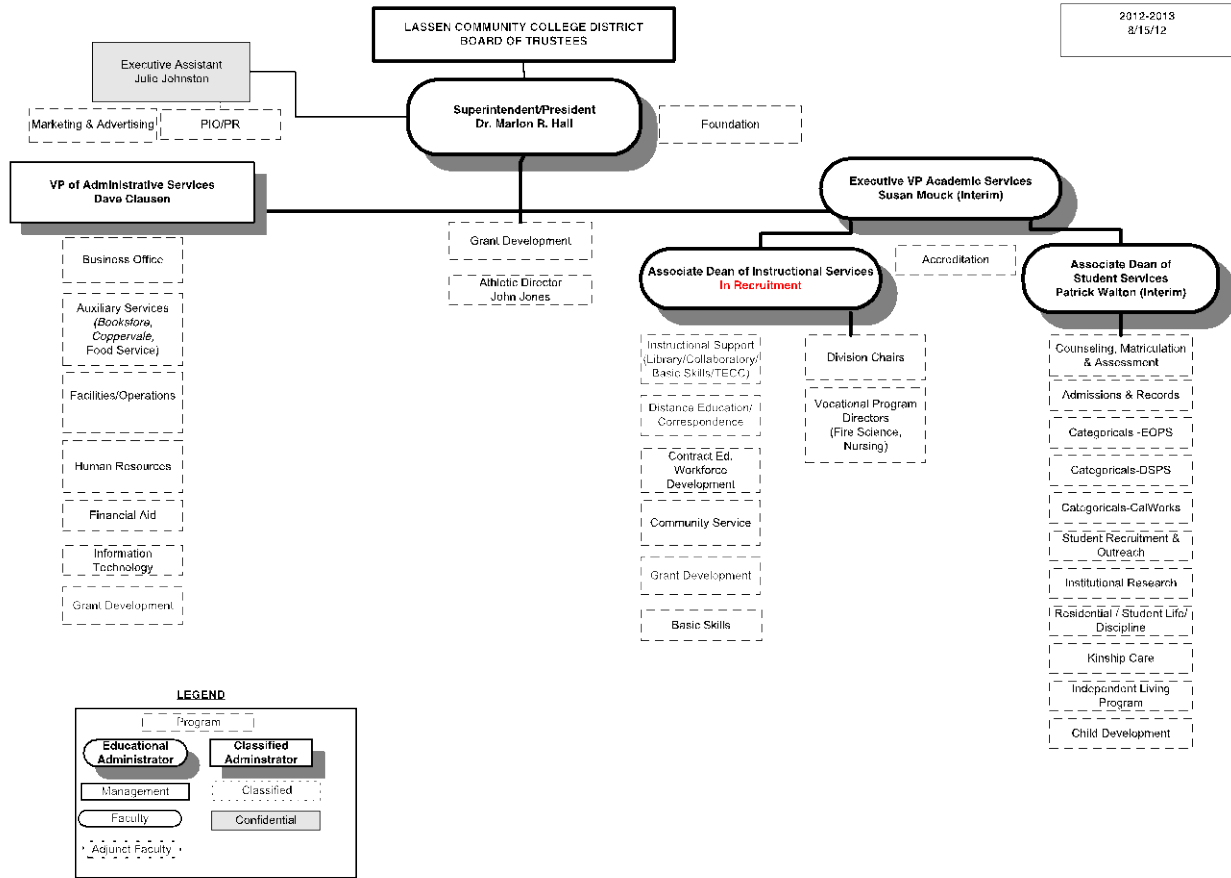 LASSEN COMMUNITY COLLEGE DISTRICT
BOARD OF TRUSTEES
2012-2013
8/15/12
Executive Assistant
Julie Johnston
Marketing & Advertising
PIO/PR
Superintendent/President
Dr. Marlon R. Hall
Foundation
VP of Administrative Services
Dave Clausen
Executive VP Academic Services
Susan Mouck (Interim)
Business Office
Auxiliary Services
(Bookstore,
Coppervale,
Food Service)
Facilities/Operations
Human Resources
Financial Aid
Information
Technology
Grant Development
Grant Development
Athletic Director
John Jones
Associate Dean of Instructional Services
In Recruitment
Accreditation
Associate Dean of
Student Services
Patrick Walton (Interim)
Instructional Support
(Library/Collaboratory/
Basic Skills/TECC)
Distance Education/
Correspondence
Contract Ed.
Workforce
Development
Community Service
Grant Development
Basic Skills
Division Chairs
Vocational Program
Directors
(Fire Science,
Nursing)
Counseling, Matriculation
& Assessment
Admissions & Records
Categoricals -EOPS
Categoricals-DSPS
Categoricals-CalWorks
Student Recruitment &
Outreach
Institutional Research
Residential / Student Life/
Discipline
Kinship Care
Independent Living
Program
Child Development
LEGEND
Program
Educational
Administrator
Classified
Adminstrator
Management
Classified
Faculty
Confidential
Adjunct Faculty